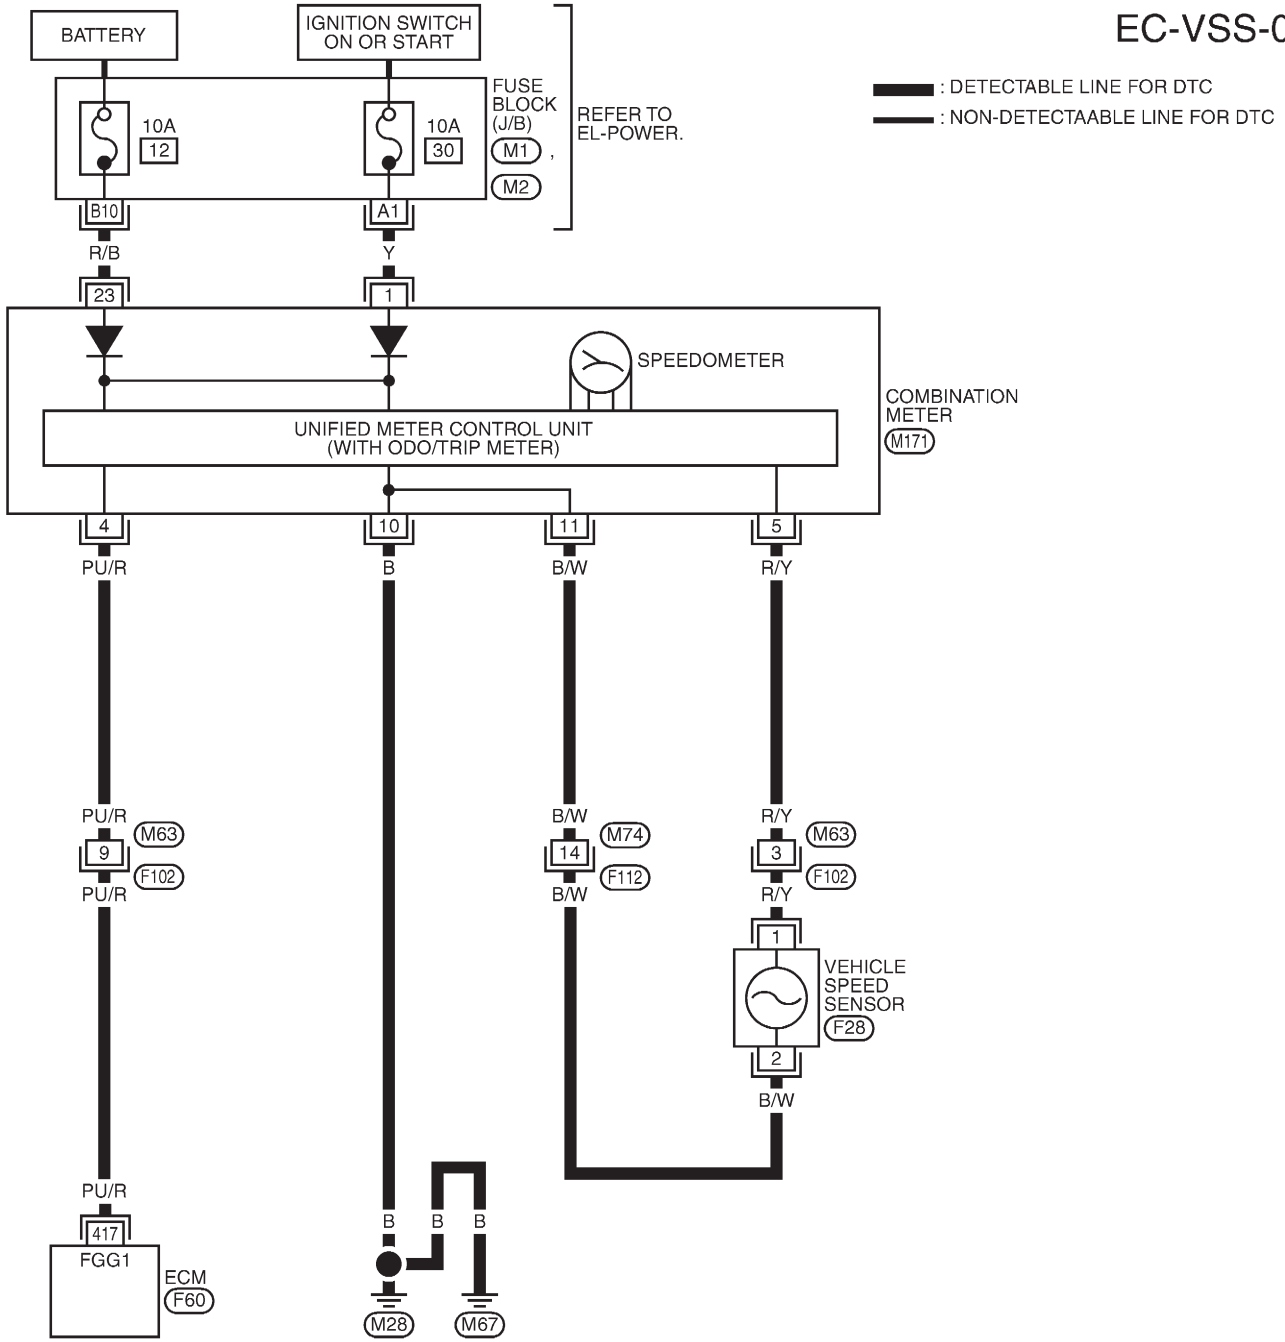 EC-VSS-0
BATTERY
IGNITION SWITCH
ON OR START
: DETECTABLE LINE FOR DTC
: NON-DETECTAABLE LINE FOR DTC
FUSE
BLOCK
(J/B)
M1 ,
M2
REFER TO
EL-POWER.
10A
12
10A
30
B10
A1
R/B
Y
23
1
SPEEDOMETER
COMBINATION
METER
M171
UNIFIED METER CONTROL UNIT
(WITH ODO/TRIP METER)
4
10
11
5
PU/R
B
B/W
R/Y
PU/R
B/W
R/Y
M63
M74
M63
9
14
3
F102
F112
F102
PU/R
B/W
R/Y
1
VEHICLE
SPEED
SENSOR
F28
2
B/W
PU/R
B
B
B
417
FGG1
ECM
F60
M28
M67